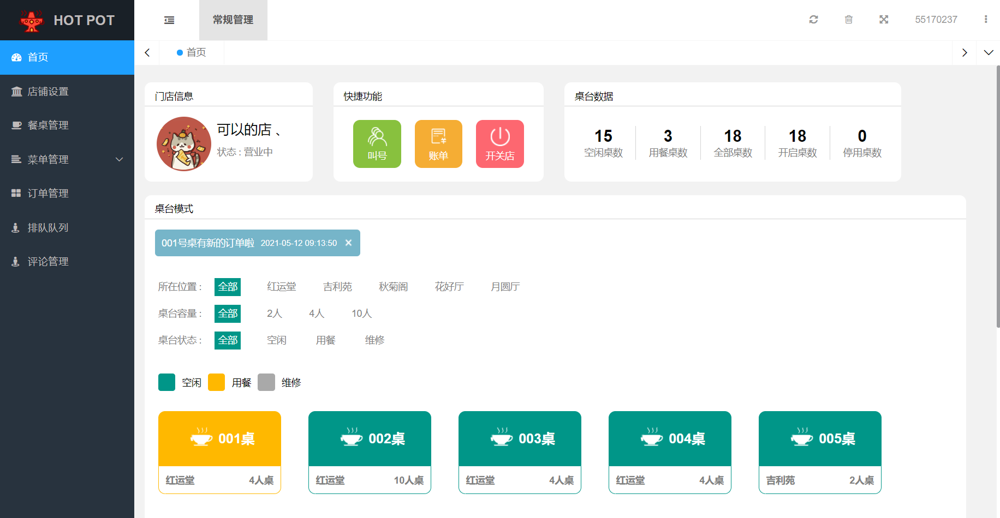 HOT POT
常规管理
55170237
首页
店铺设置
餐桌管理
菜单管理
订单管理
排队队列
评论管理
首页
门店信息
可以的店 、
状态 : 营业中
快捷功能
叫号
账单
开关店
桌台数据
15 3 18 18 0
空闲桌数 用餐桌数 全部桌数 开启桌数 停用桌数
桌台模式
001号桌有新的订单啦 2021-05-12 09:13:50 ×
所在位置 : 全部 红运堂 吉利苑 秋菊阁 花好厅 月圆厅
桌台容量 : 全部 2人 4人 10人
桌台状态 : 全部 空闲 用餐 维修
空闲 用餐 维修
001桌
红运堂 4人桌
002桌
红运堂 10人桌
003桌
红运堂 4人桌
004桌
红运堂 4人桌
005桌
吉利苑 2人桌